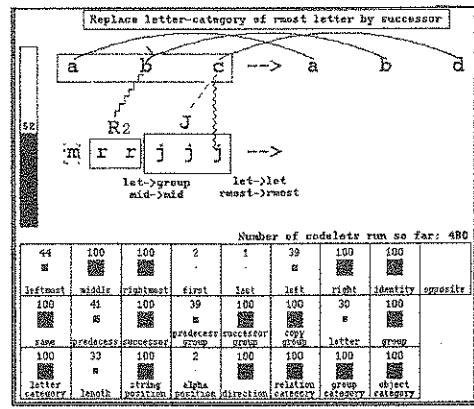 Replace letter-category of rmost letter by successor
a b c --> a b d
52
R2 J
m r r j j j -->
let->group let->let
mid->mid rmost->rmost
Number of codelets run so far: 480
44 100 100 2 1 39 100 100
leftmost middle rightmost first last left right identity opposite
100 41 100 39 100 100 30 100
same predecess successor predecess group successor group copy group letter group
100 33 100 2 100 100 100 100
letter category length string position alpha position direction relation category group category object category